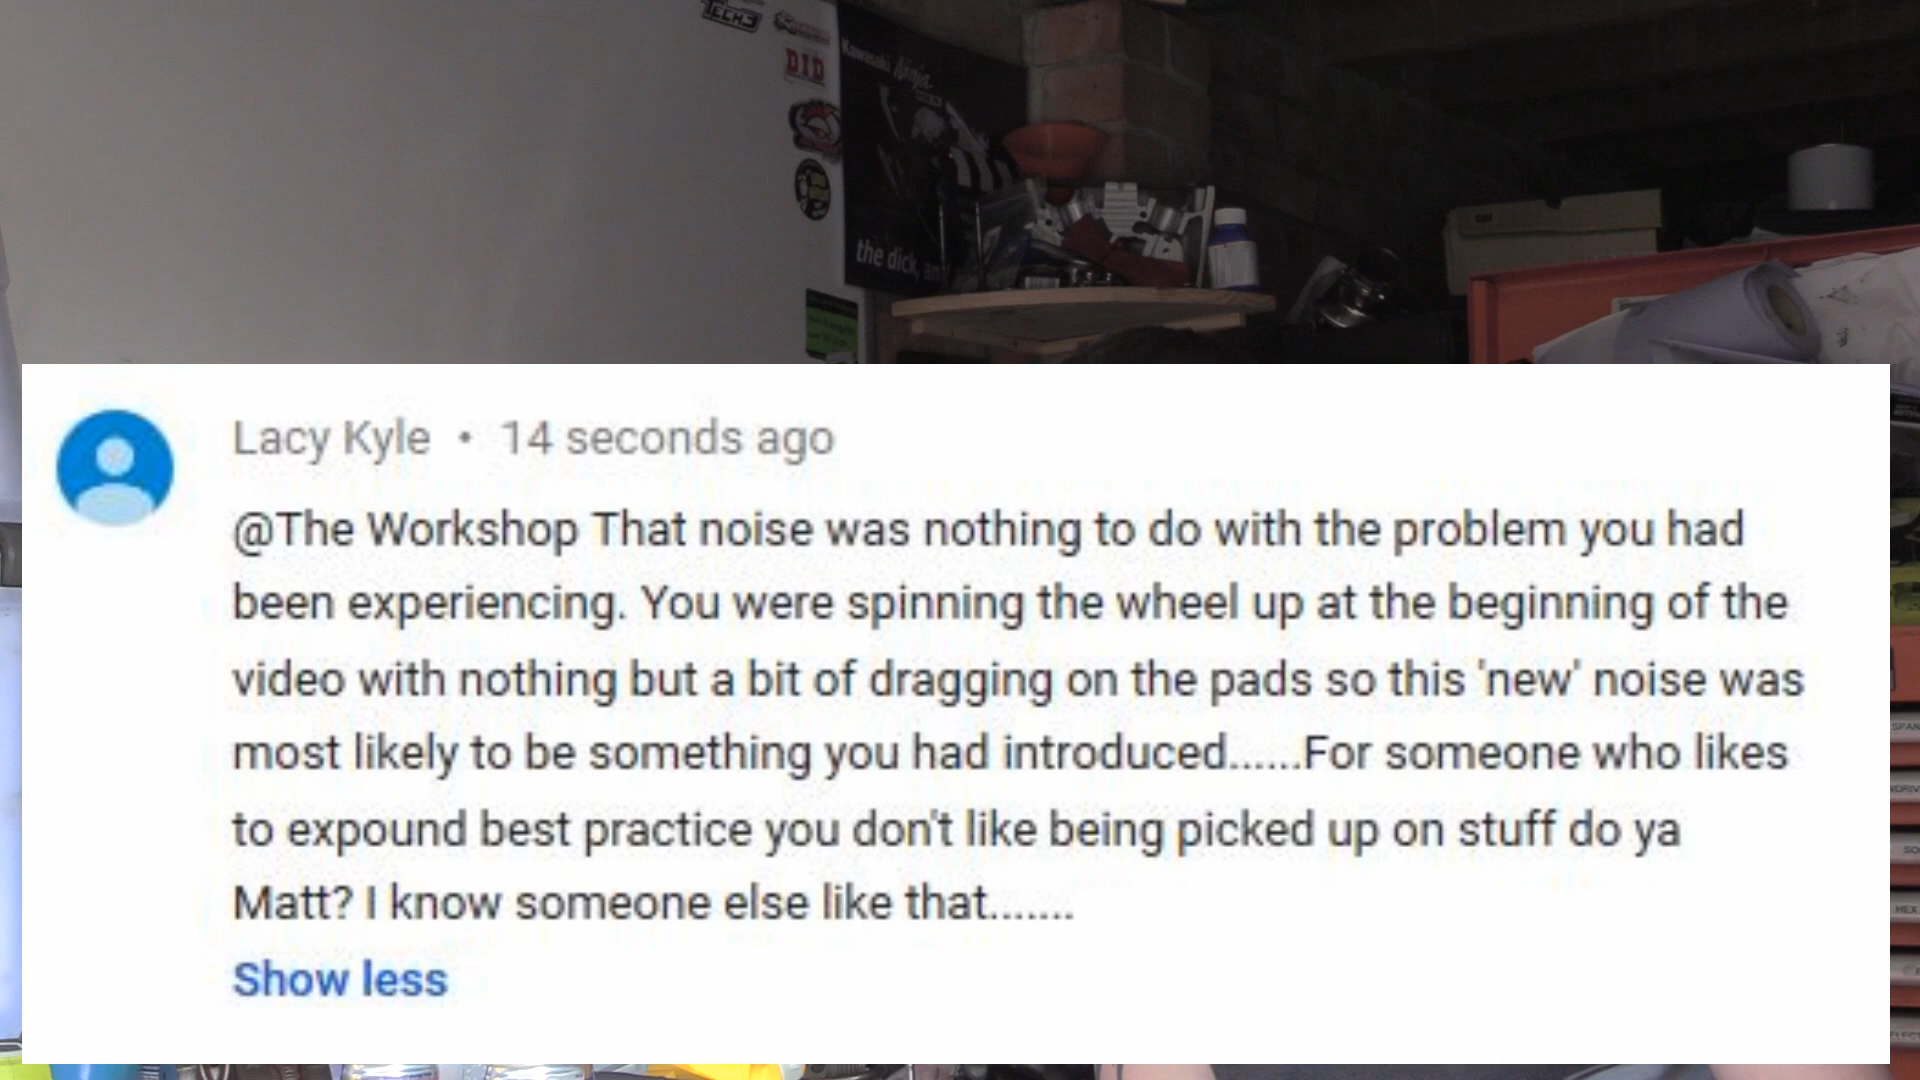 TECH3
DID
Kawasaki Ninja
the dick, an
Lacy Kyle • 14 seconds ago
@The Workshop That noise was nothing to do with the problem you had
been experiencing. You were spinning the wheel up at the beginning of the
video with nothing but a bit of dragging on the pads so this 'new' noise was
most likely to be something you had introduced......For someone who likes
to expound best practice you don't like being picked up on stuff do ya
Matt? I know someone else like that.......
Show less
SPAN
HEX